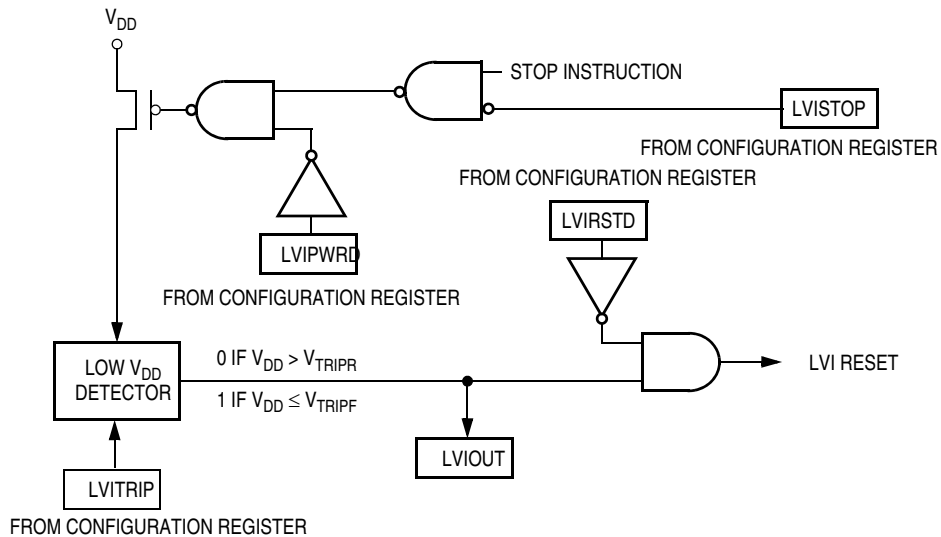 VDD
STOP INSTRUCTION
LVISTOP
FROM CONFIGURATION REGISTER
FROM CONFIGURATION REGISTER
LVIRSTD
LVIPWRD
FROM CONFIGURATION REGISTER
LOW VDD
DETECTOR
0 IF VDD > VTRIPR
1 IF VDD ≤ VTRIPF
LVI RESET
LVIOUT
LVITRIP
FROM CONFIGURATION REGISTER